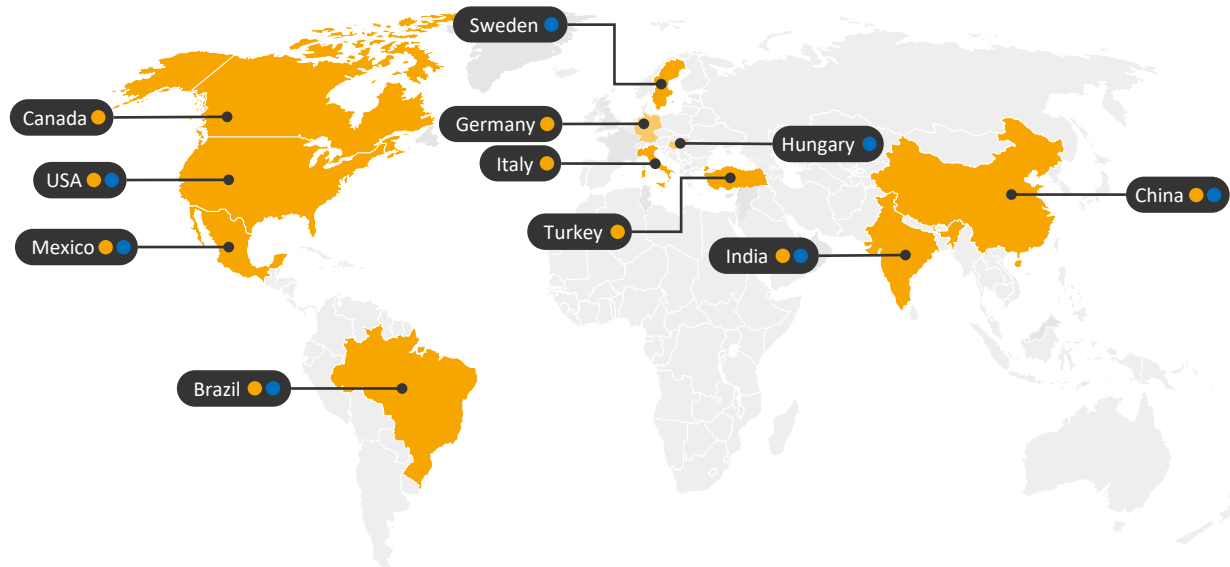 Sweden
Canada
Germany
Hungary
Italy
USA
China
Turkey
Mexico
India
Brazil